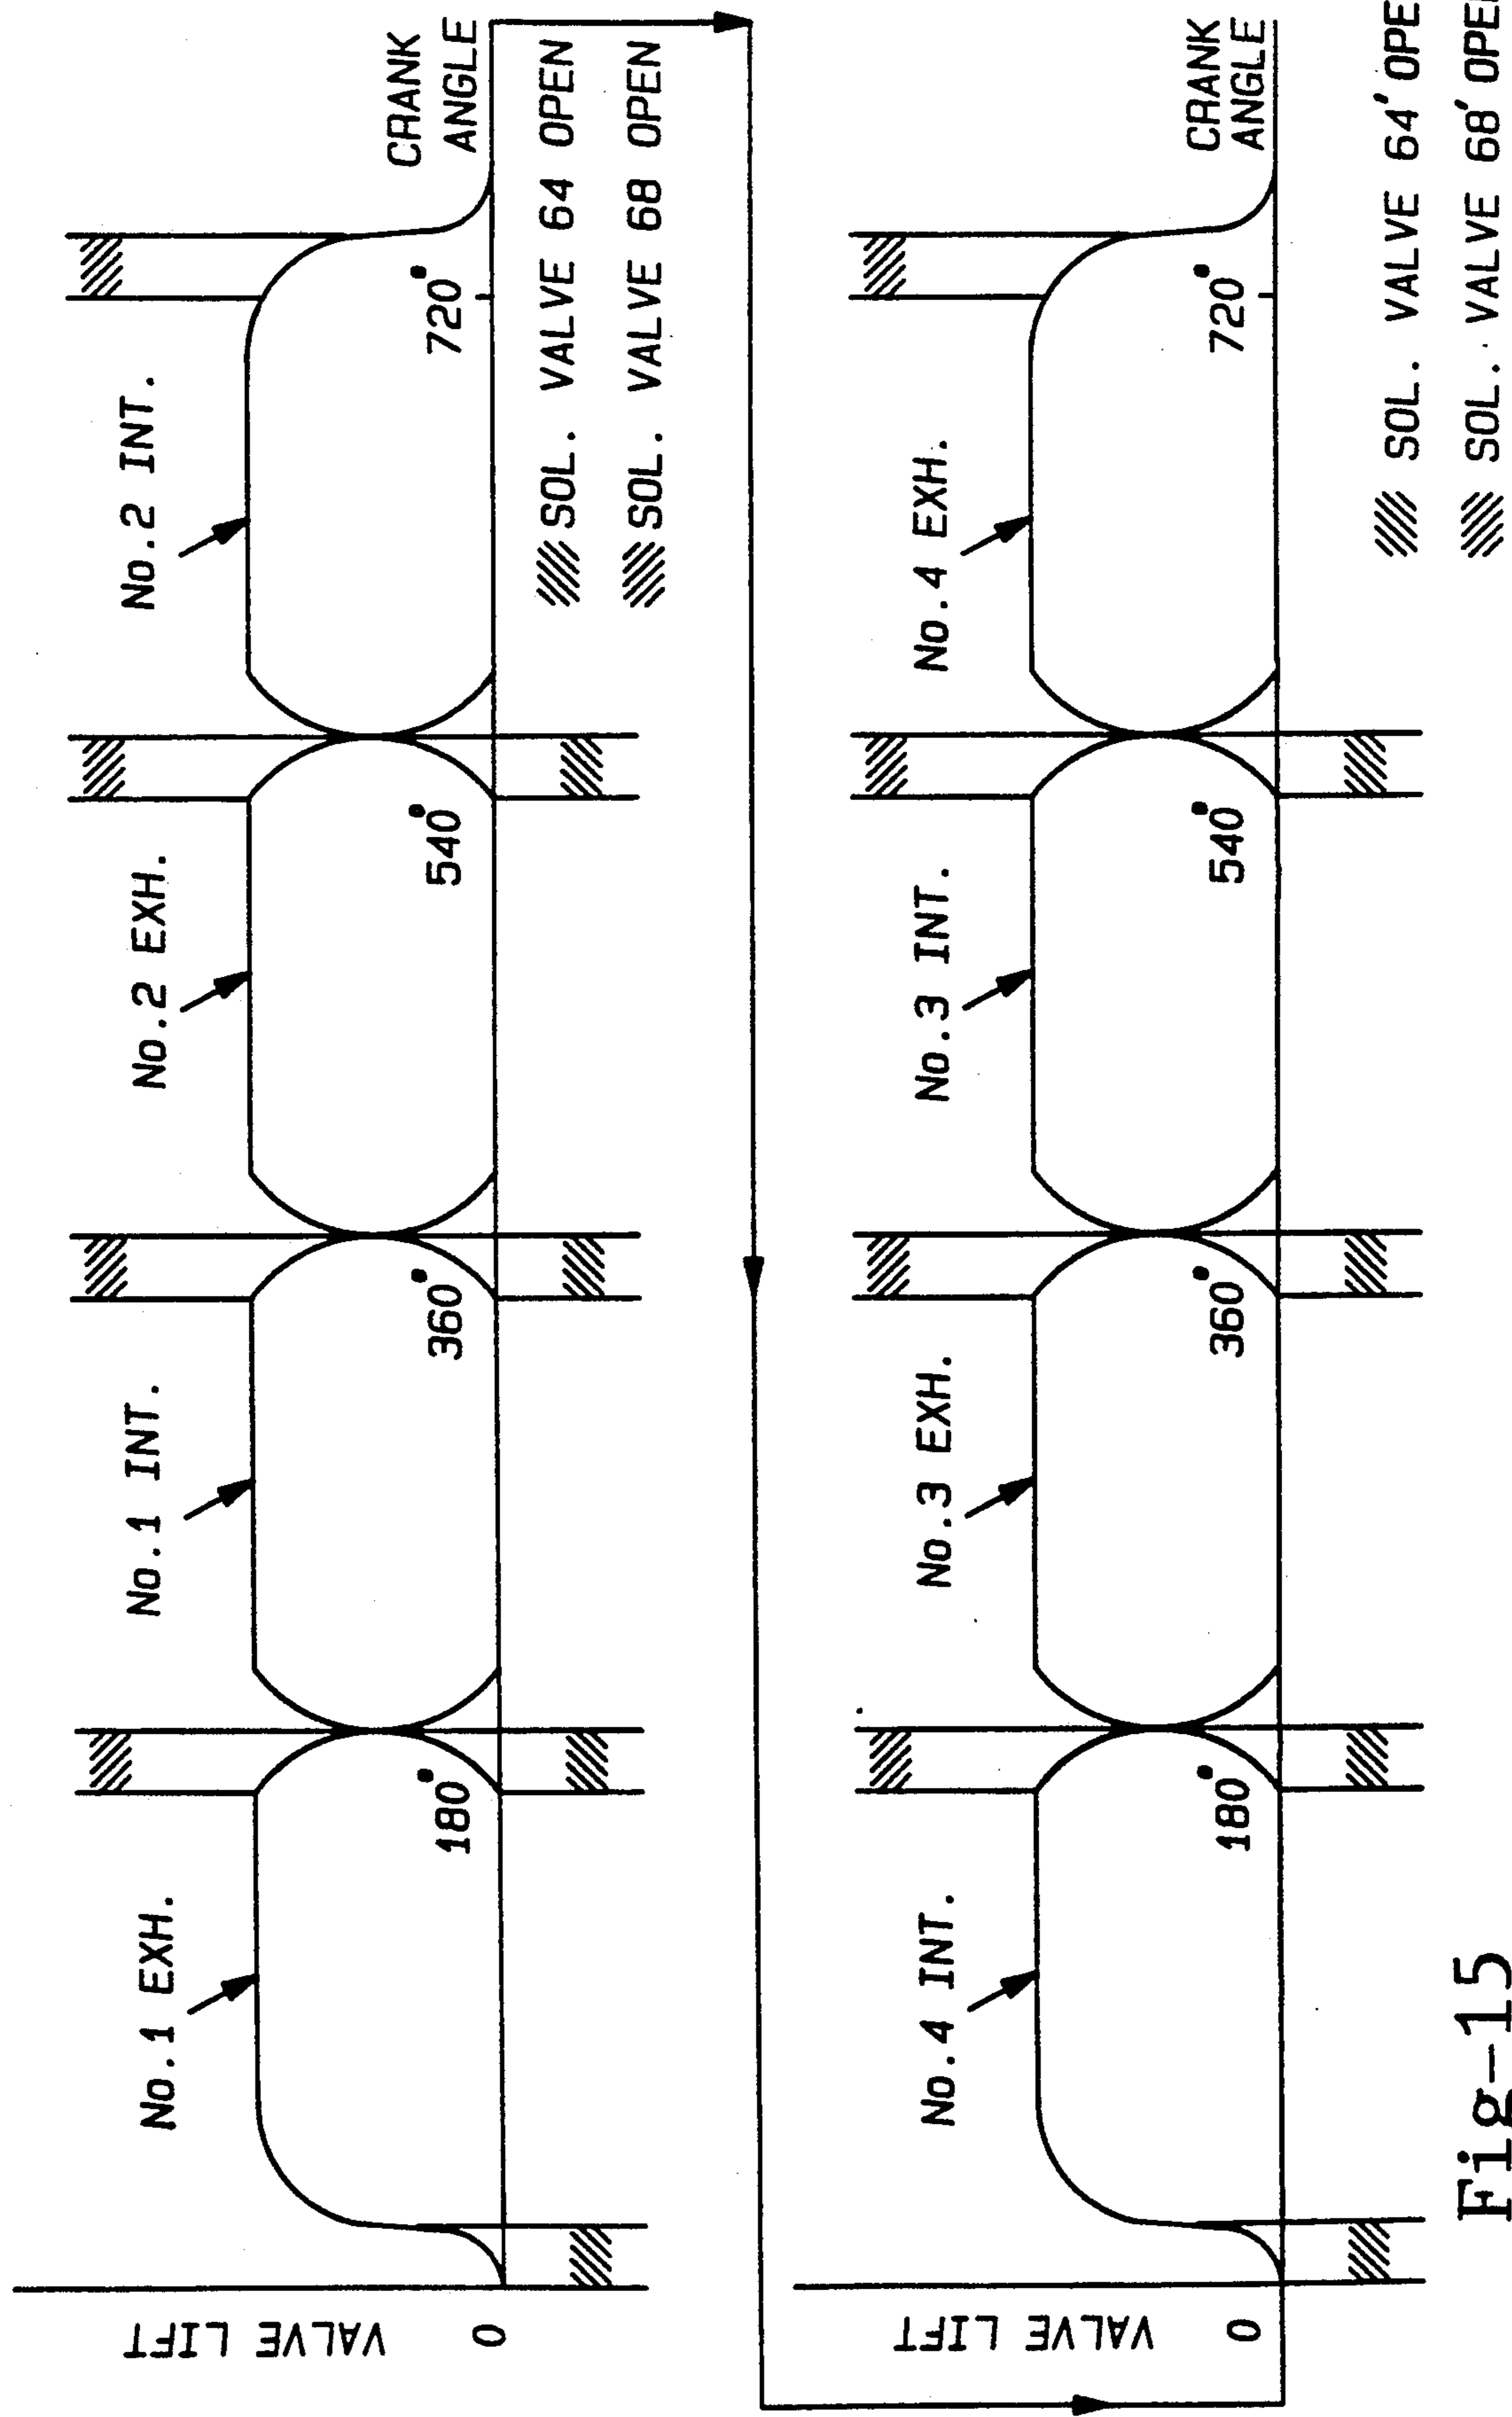 VALVE LIFT
0
No.1 EXH.
No.1 INT.
No.2 EXH.
No.2 INT.
180°
360°
540°
720°
CRANK
ANGLE
SOL. VALVE 64 OPEN
SOL. VALVE 68 OPEN
VALVE LIFT
0
No.4 INT.
No.3 EXH.
No.3 INT.
No.4 EXH.
180°
360°
540°
720°
CRANK
ANGLE
SOL. VALVE 64' OPE
SOL. VALVE 68' OPE
Fig-15